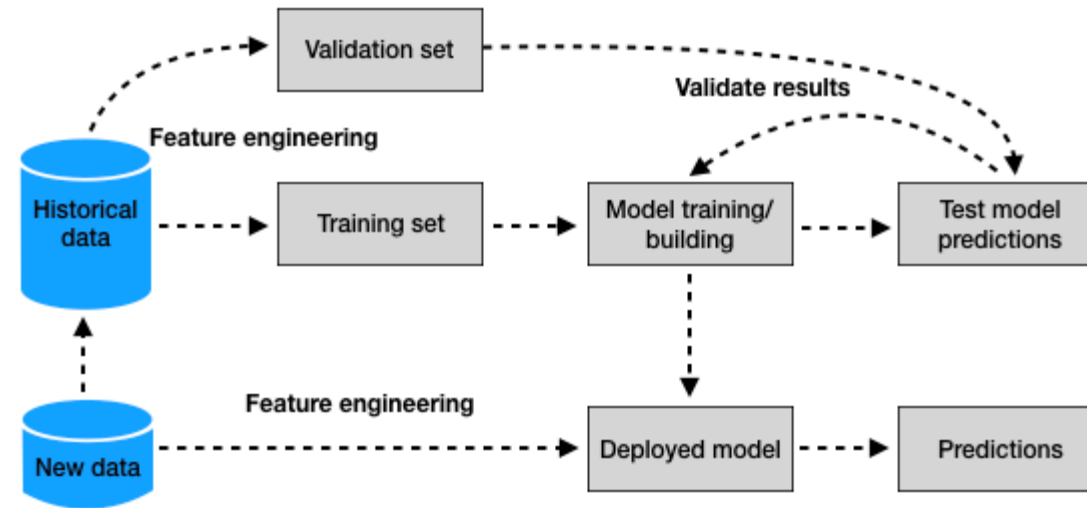 Validation set
Validate results
Feature engineering
Historical
data
Training set
Model training/
building
Test model
predictions
Feature engineering
New data
Deployed model
Predictions